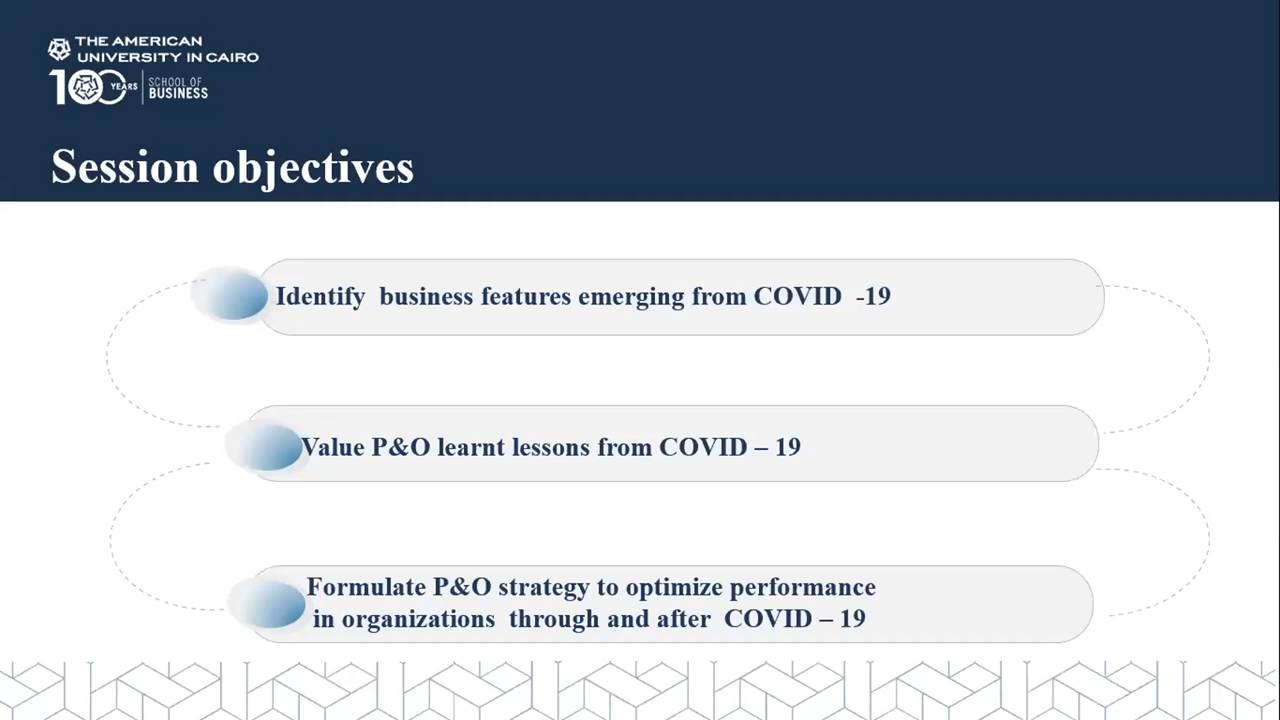 THE AMERICAN
UNIVERSITY IN CAIRO
100 YEARS
SCHOOL OF
BUSINESS
Session objectives
Identify business features emerging from COVID -19
Value P&O learnt lessons from COVID – 19
Formulate P&O strategy to optimize performance
in organizations through and after COVID – 19